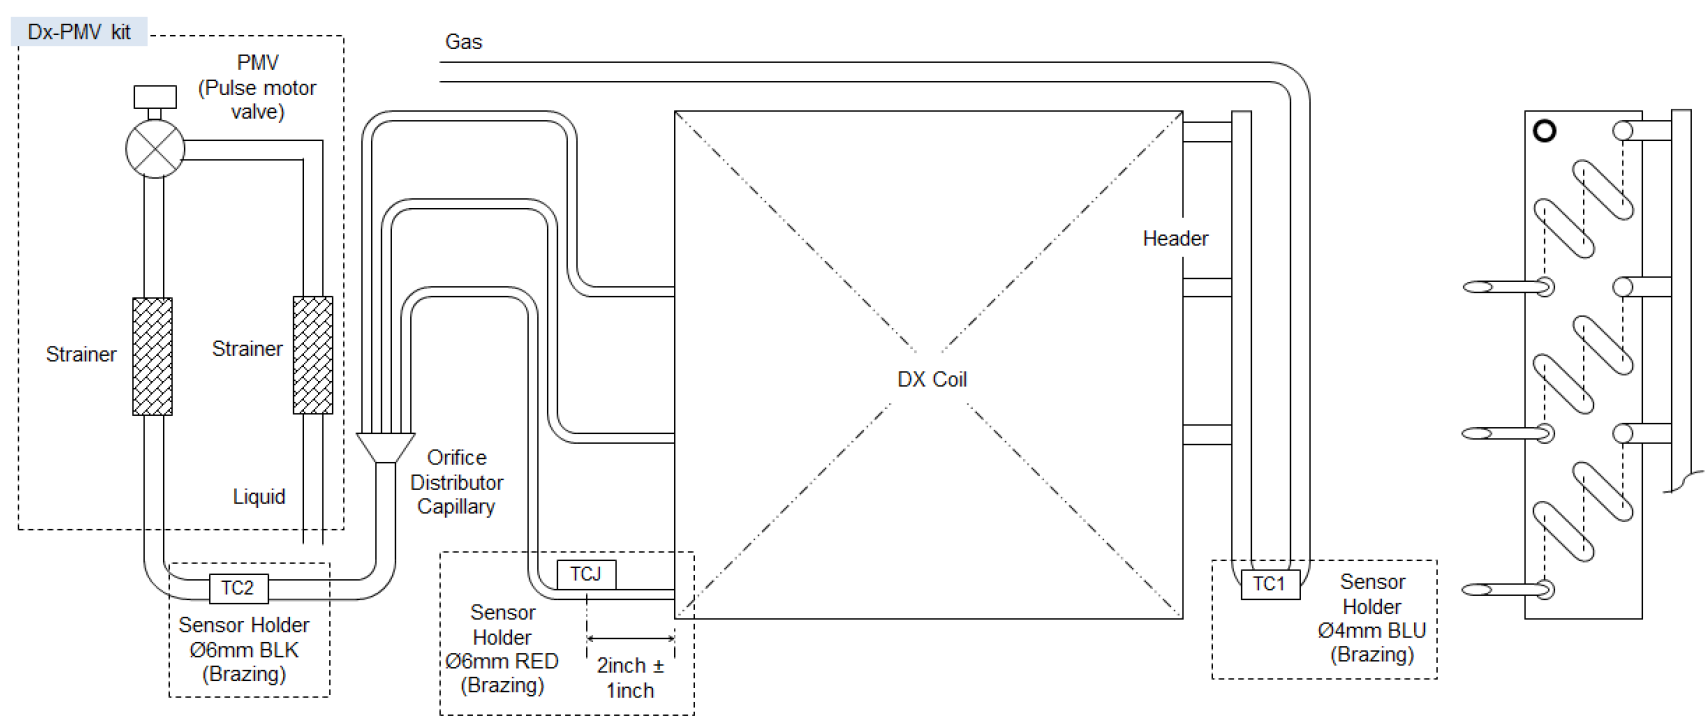 Dx-PMV kit
PMV
(Pulse motor
valve)
Gas
Header
Strainer
Strainer
DX Coil
Orifice
Distributor
Capillary
Liquid
TC2
Sensor Holder
Ø6mm BLK
(Brazing)
TCJ
Sensor
Holder
Ø6mm RED
(Brazing)
2inch ±
1inch
TC1
Sensor
Holder
Ø4mm BLU
(Brazing)